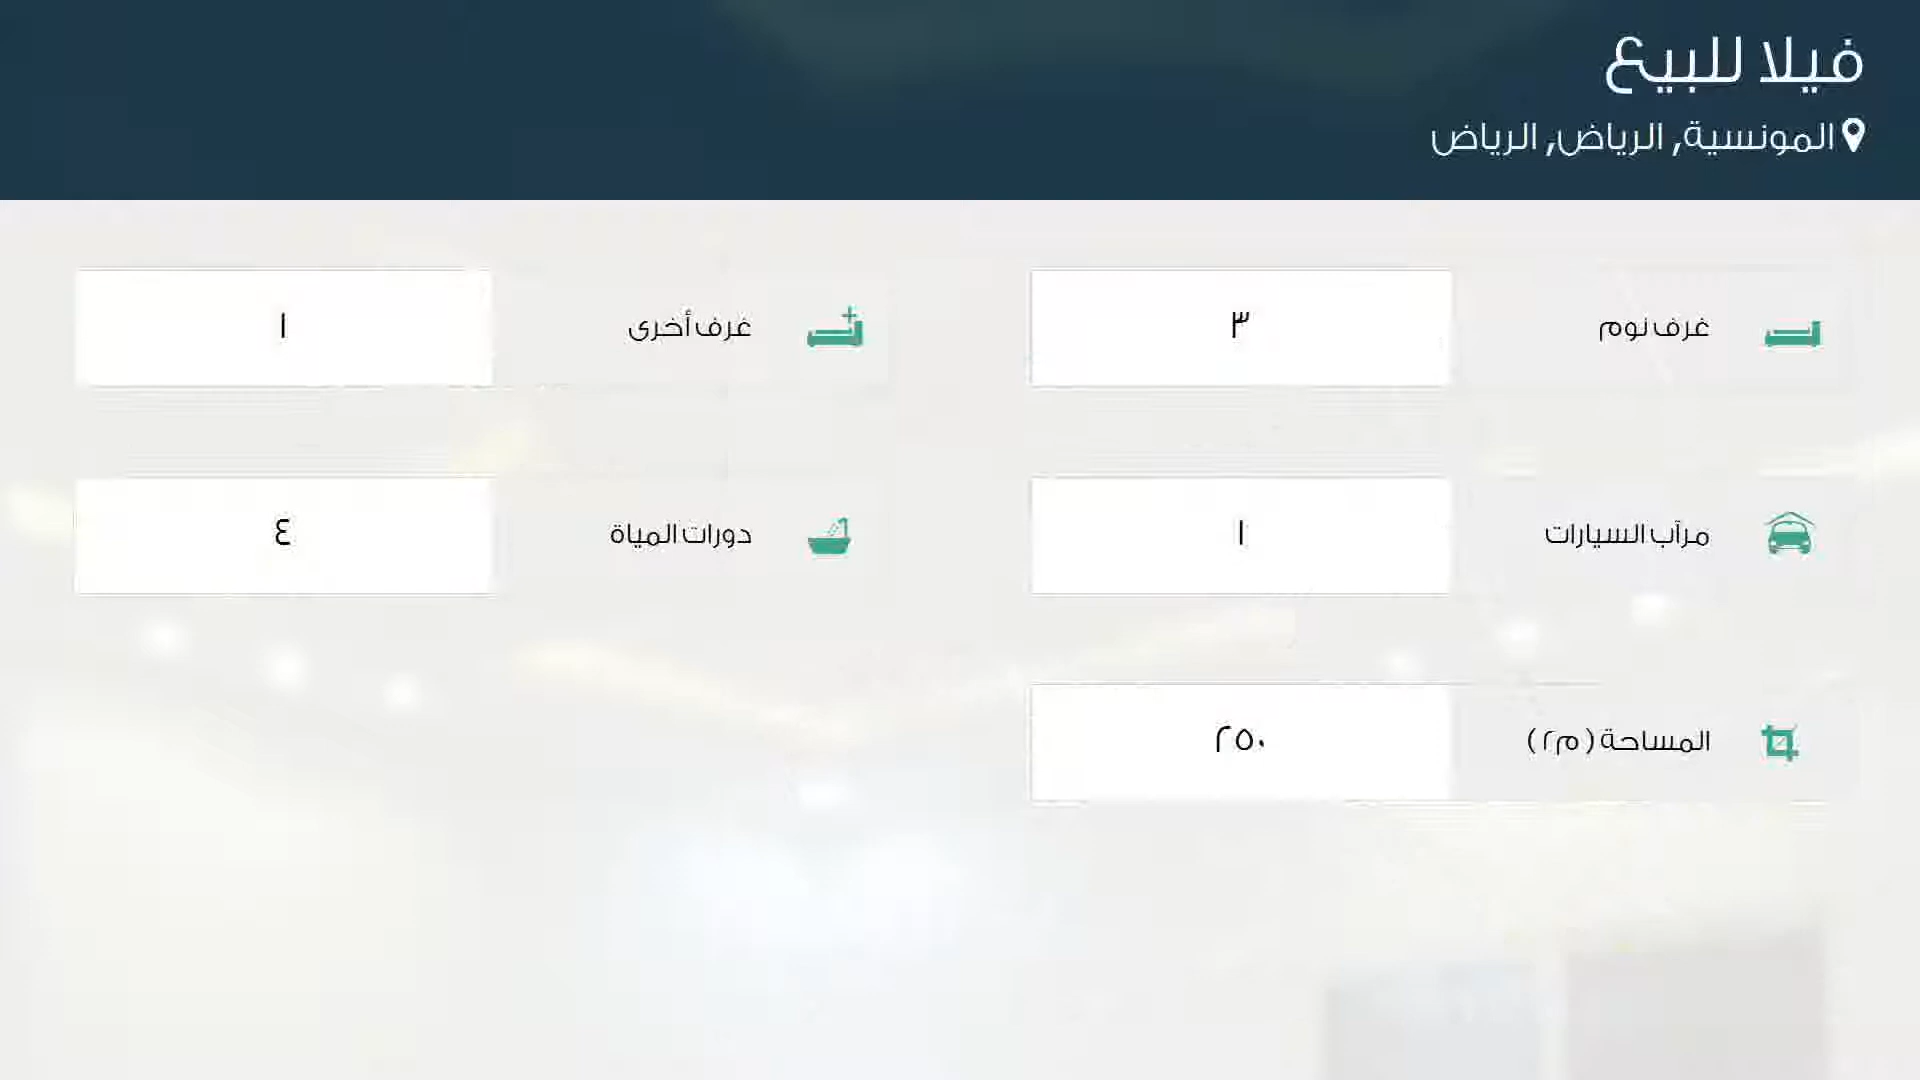 فيلا للبيع
المونسية, الرياض, الرياض
غرف نوم ٣
غرف أخرى ١
مرآب السيارات ١
دورات المياة ٤
المساحة (م٢) ٢٥٠